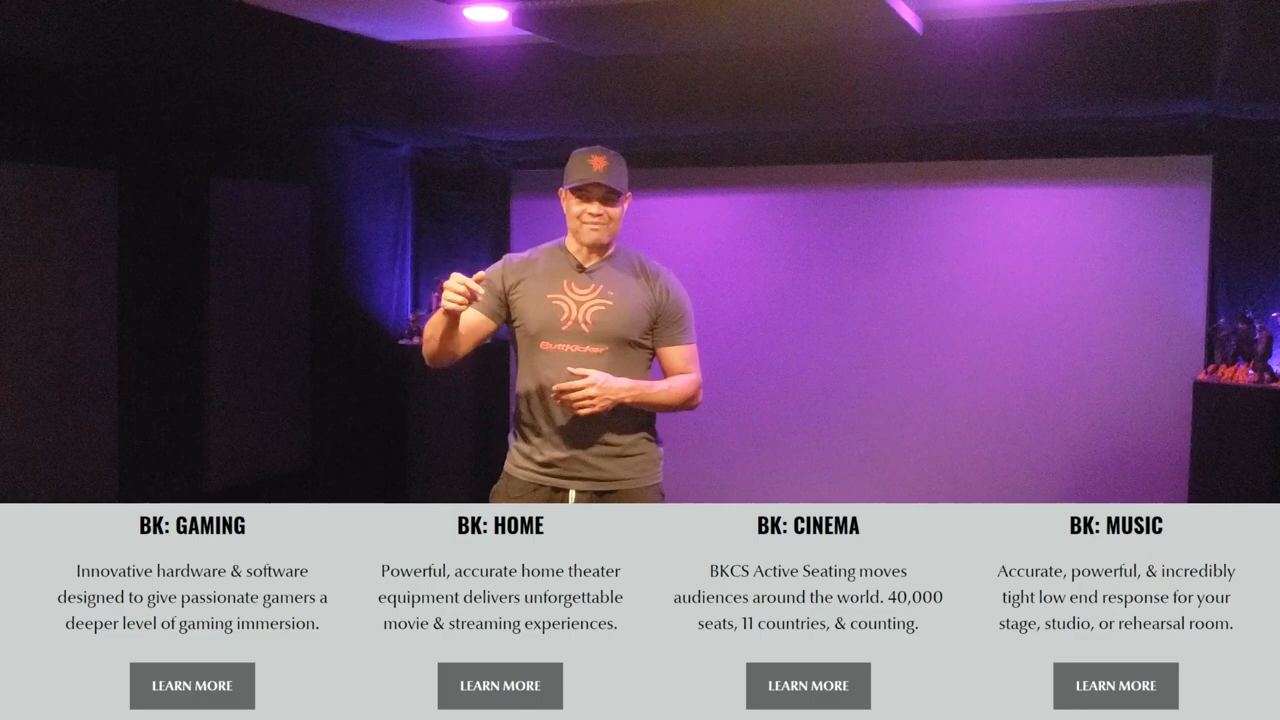 ButtKicker
BK: GAMING
Innovative hardware & software
designed to give passionate gamers a
deeper level of gaming immersion.
LEARN MORE
BK: HOME
Powerful, accurate home theater
equipment delivers unforgettable
movie & streaming experiences.
LEARN MORE
BK: CINEMA
BKCS Active Seating moves
audiences around the world. 40,000
seats, 11 countries, & counting.
LEARN MORE
BK: MUSIC
Accurate, powerful, & incredibly
tight low end response for your
stage, studio, or rehearsal room.
LEARN MORE